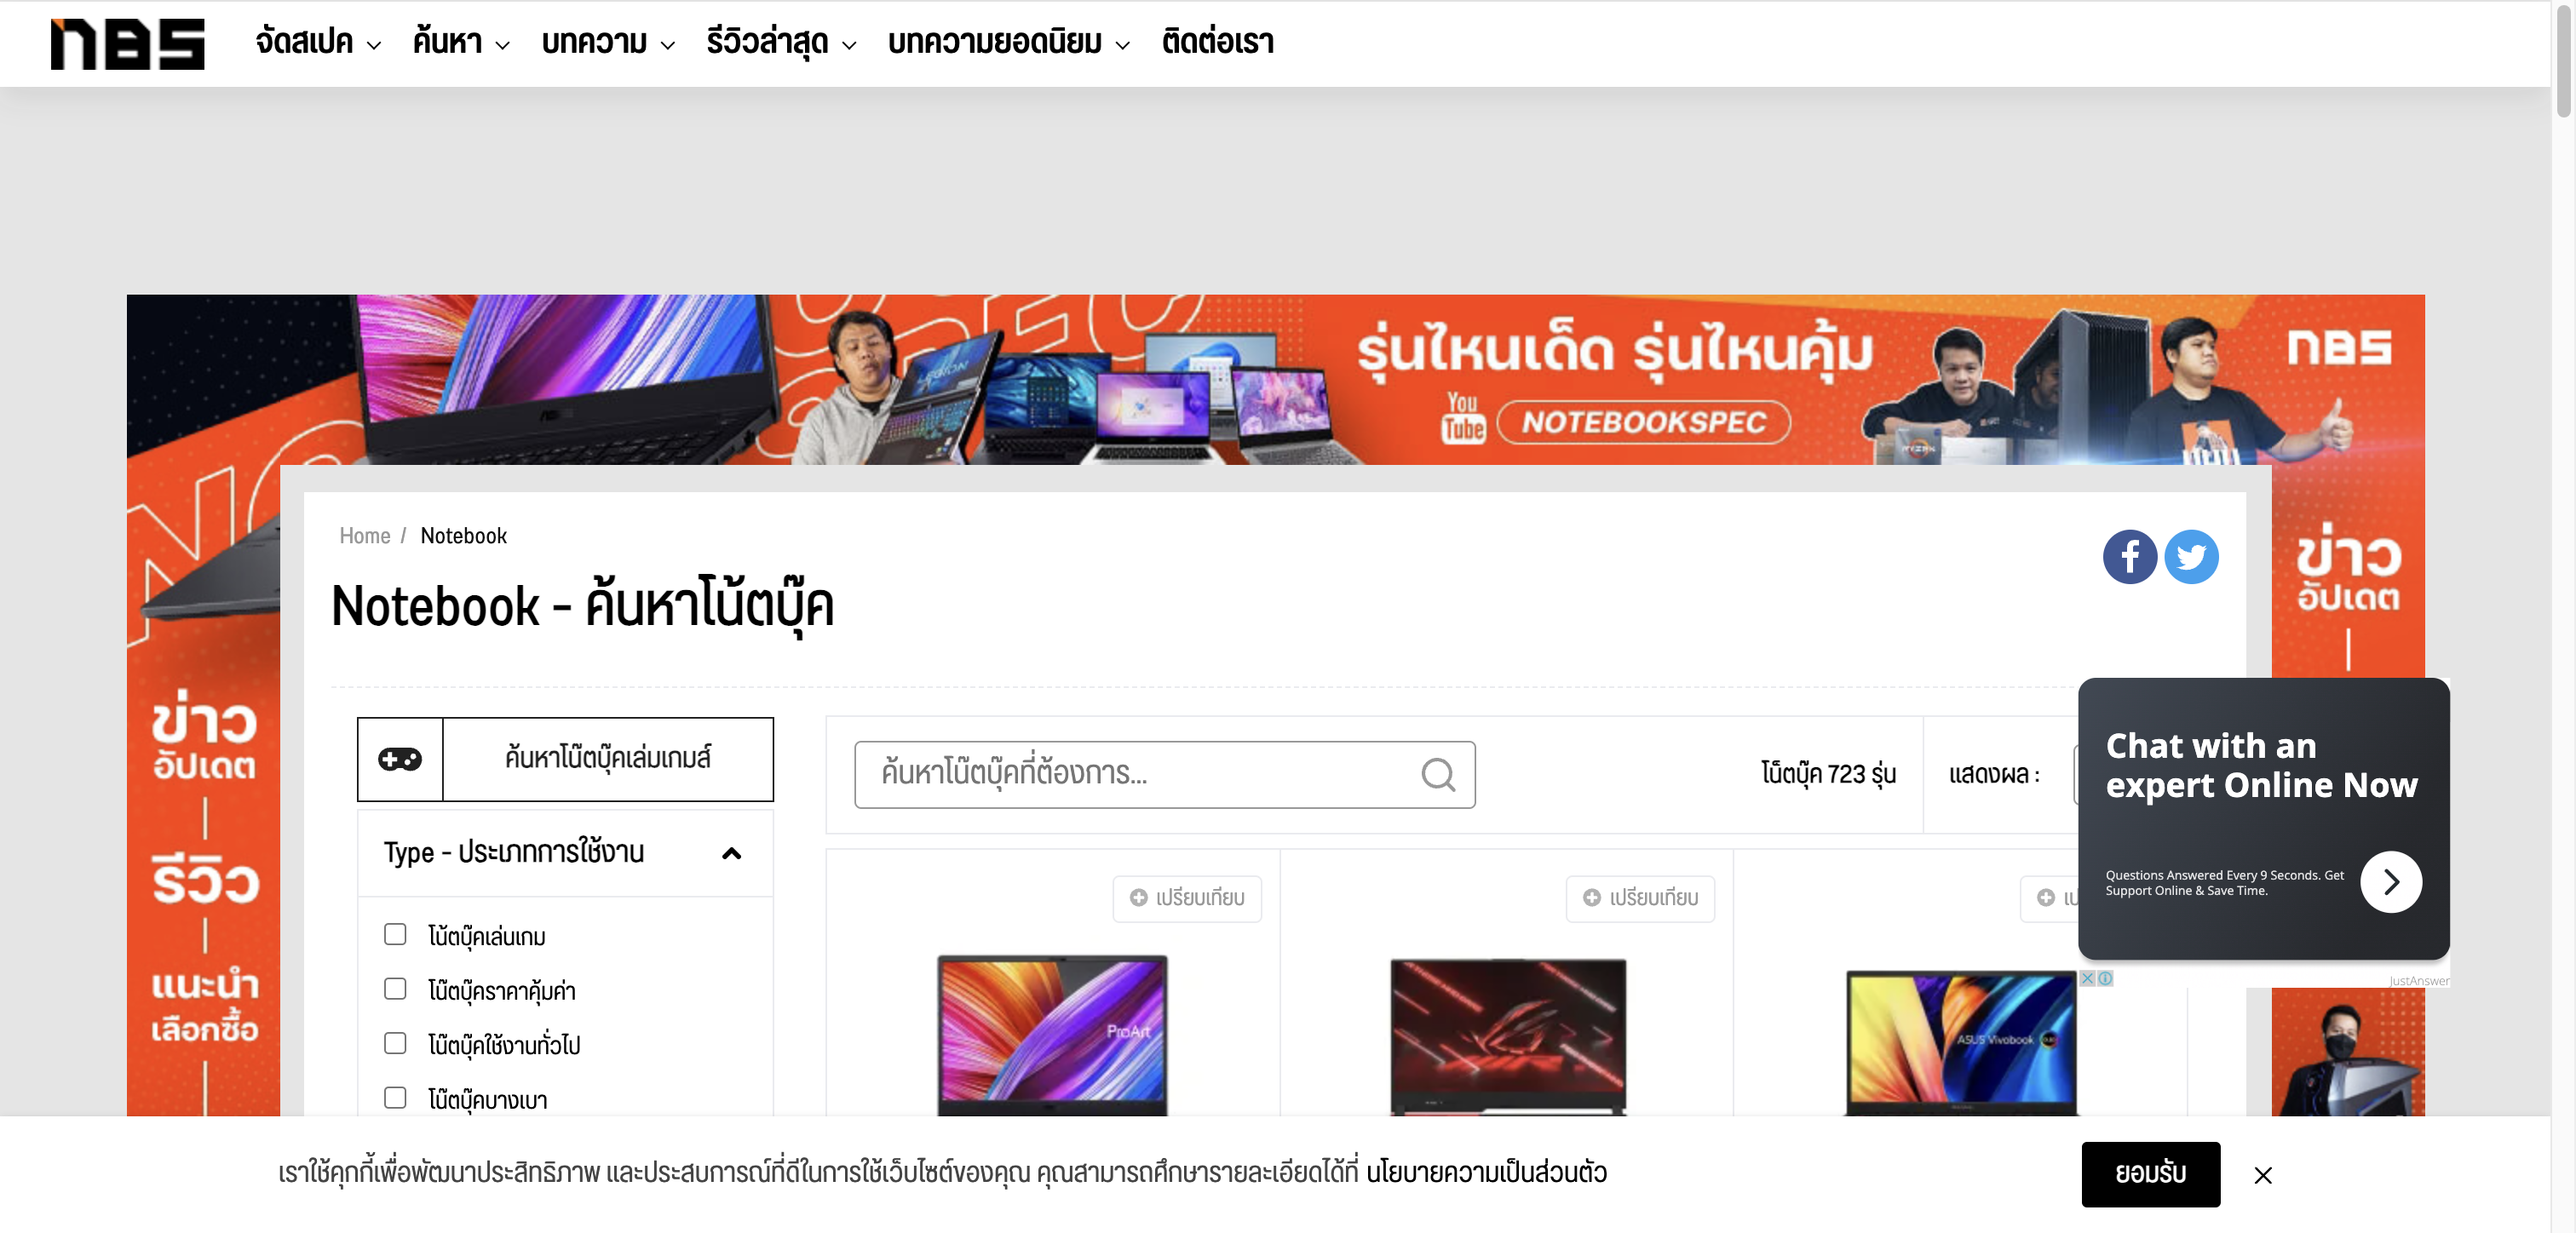 nBS
จัดสเปค
ค้นหา
บทความ
รีวิวล่าสุด
บทความยอดนิยม
ติดต่อเรา
LEGION
รุ่นไหนเด็ด รุ่นไหนคุ้ม
You
Tube
NOTEBOOKSPEC
nBS
RYZEN
Home / Notebook
Notebook - ค้นหาโน้ตบุ๊ค
ข่าว
อัปเดต
ข่าว
อัปเดต
รีวิว
แนะนำ
เลือกซื้อ
ค้นหาโน๊ตบุ๊คเล่มเกมส์
ค้นหาโน๊ตบุ๊คที่ต้องการ...
โน็ตบุ๊ค 723 รุ่น
แสดงผล :
Type - ประเภทการใช้งาน
โน้ตบุ๊คเล่นเกม
โน๊ตบุ๊คราคาคุ้มค่า
โน๊ตบุ๊คใช้งานทั่วไป
โน๊ตบุ๊คบางเบา
เปรียบเทียบ
เปรียบเทียบ
ProArt
ASUS Vivobook
Chat with an
expert Online Now
Questions Answered Every 9 Seconds. Get
Support Online & Save Time.
JustAnswer
เราใช้คุกกี้เพื่อพัฒนาประสิทธิภาพ และประสบการณ์ที่ดีในการใช้เว็บไซต์ของคุณ คุณสามารถศึกษารายละเอียดได้ที่ นโยบายความเป็นส่วนตัว
ยอมรับ